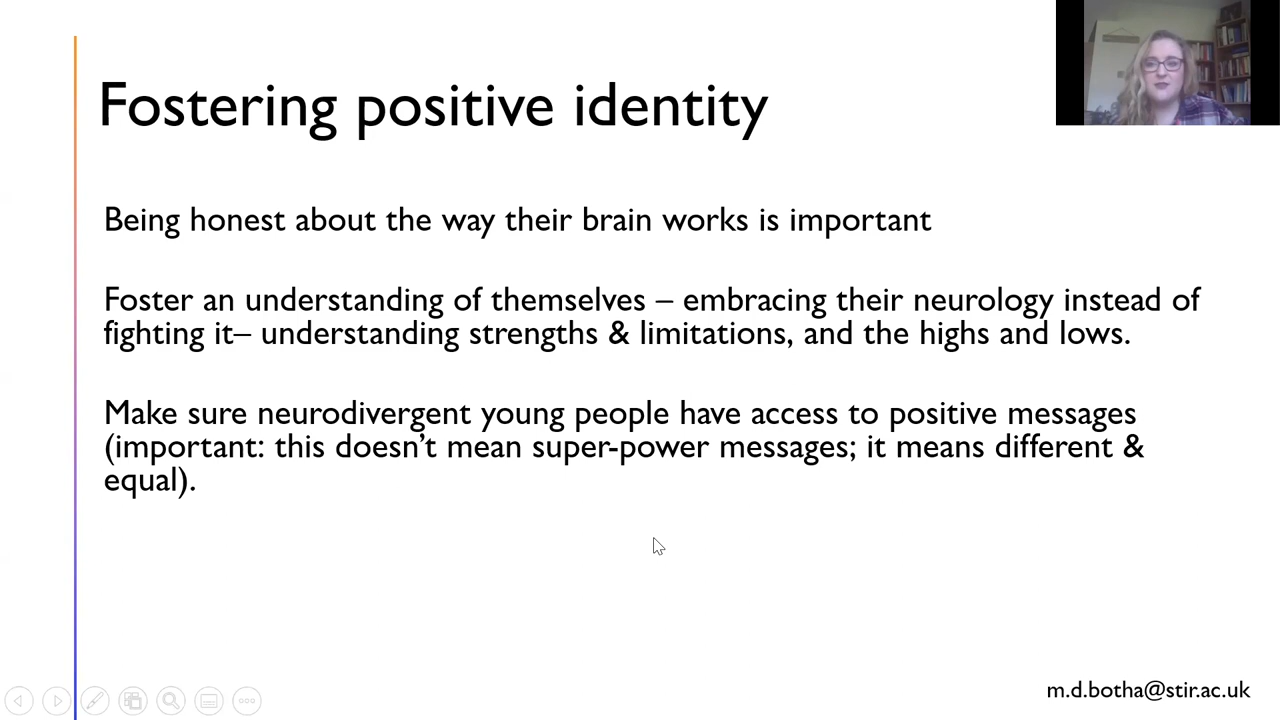 Fostering positive identity
Being honest about the way their brain works is important
Foster an understanding of themselves – embracing their neurology instead of
fighting it– understanding strengths & limitations, and the highs and lows.
Make sure neurodivergent young people have access to positive messages
(important: this doesn’t mean super-power messages; it means different &
equal).
m.d.botha@stir.ac.uk